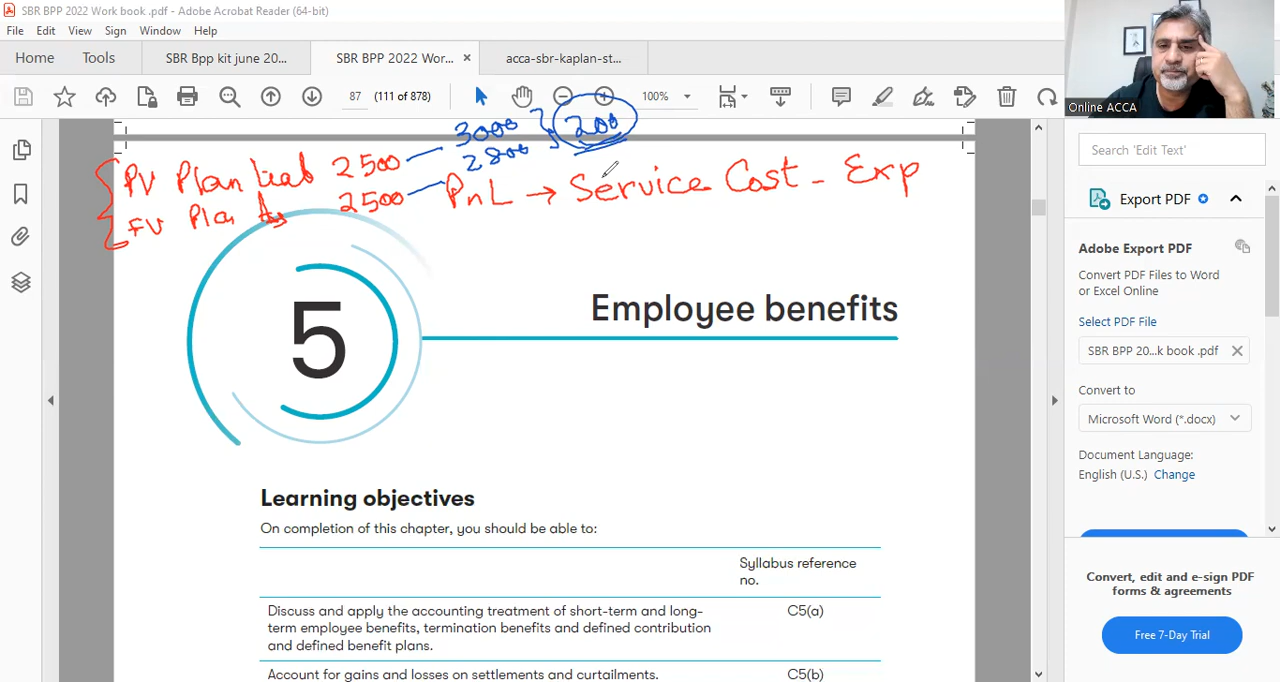 SBR BPP 2022 Work book .pdf - Adobe Acrobat Reader (64-bit)
File Edit View Sign Window Help
Home Tools SBR Bpp kit june 20... SBR BPP 2022 Wor... × acca-sbr-kaplan-st...
87 (111 of 878) 100%
Online ACCA
3000 200
2800
PV Plan Liab 2500
FV Plan As 2500 PnL → Service Cost - Exp
5
Employee benefits
Learning objectives
On completion of this chapter, you should be able to:
Syllabus reference
no.
Discuss and apply the accounting treatment of short-term and long-
term employee benefits, termination benefits and defined contribution
and defined benefit plans.
C5(a)
Account for gains and losses on settlements and curtailments. C5(b)
Search 'Edit Text'
Export PDF
Adobe Export PDF
Convert PDF Files to Word
or Excel Online
Select PDF File
SBR BPP 20...k book .pdf
Convert to
Microsoft Word (*.docx)
Document Language:
English (U.S.) Change
Convert, edit and e-sign PDF
forms & agreements
Free 7-Day Trial